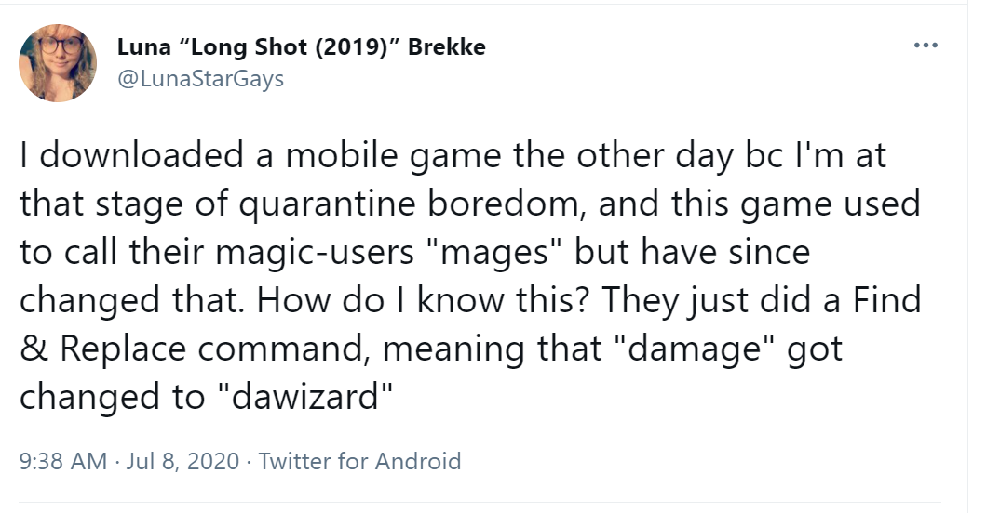 Luna “Long Shot (2019)” Brekke
@LunaStarGays
I downloaded a mobile game the other day bc I'm at
that stage of quarantine boredom, and this game used
to call their magic-users "mages" but have since
changed that. How do I know this? They just did a Find
& Replace command, meaning that "damage" got
changed to "dawizard"
9:38 AM · Jul 8, 2020 · Twitter for Android